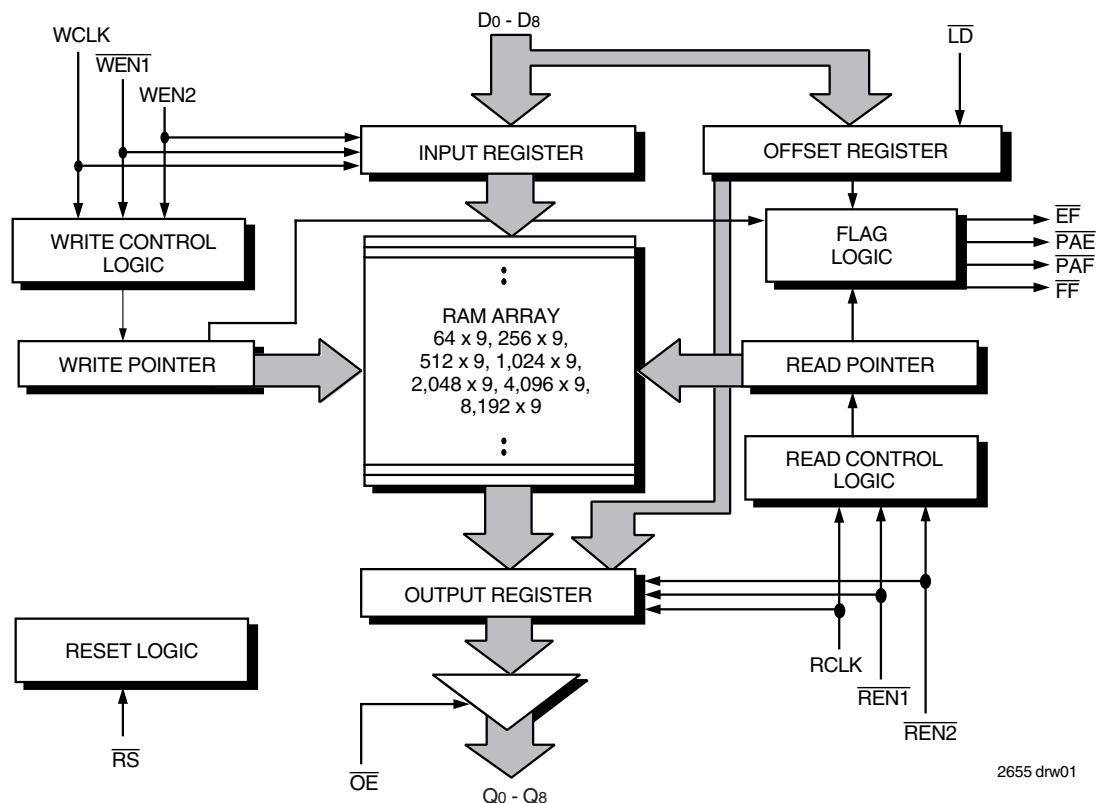 D0 - D8
WCLK
WEN1
WEN2
LD
INPUT REGISTER
OFFSET REGISTER
WRITE CONTROL
LOGIC
FLAG
LOGIC
EF
PAE
PAF
FF
RAM ARRAY
64 x 9, 256 x 9,
512 x 9, 1,024 x 9,
2,048 x 9, 4,096 x 9,
8,192 x 9
WRITE POINTER
READ POINTER
READ CONTROL
LOGIC
OUTPUT REGISTER
RESET LOGIC
RCLK
REN1
REN2
RS
OE
Q0 - Q8
2655 drw01